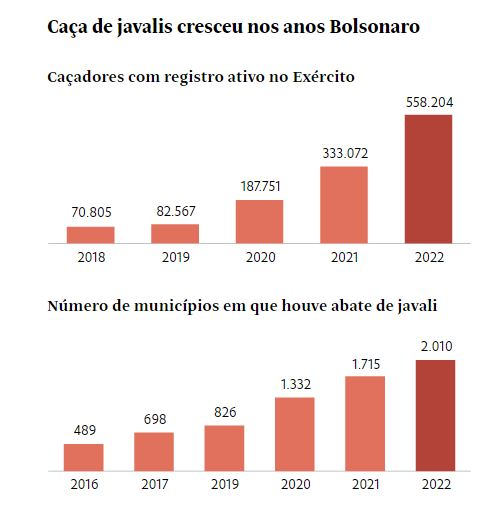 Caça de javalis cresceu nos anos Bolsonaro
Caçadores com registro ativo no Exército
558.204
333.072
187.751
82.567
70.805
2018 2019 2020 2021 2022
Número de municípios em que houve abate de javali
2.010
1.715
1.332
826
698
489
2016 2017 2019 2020 2021 2022